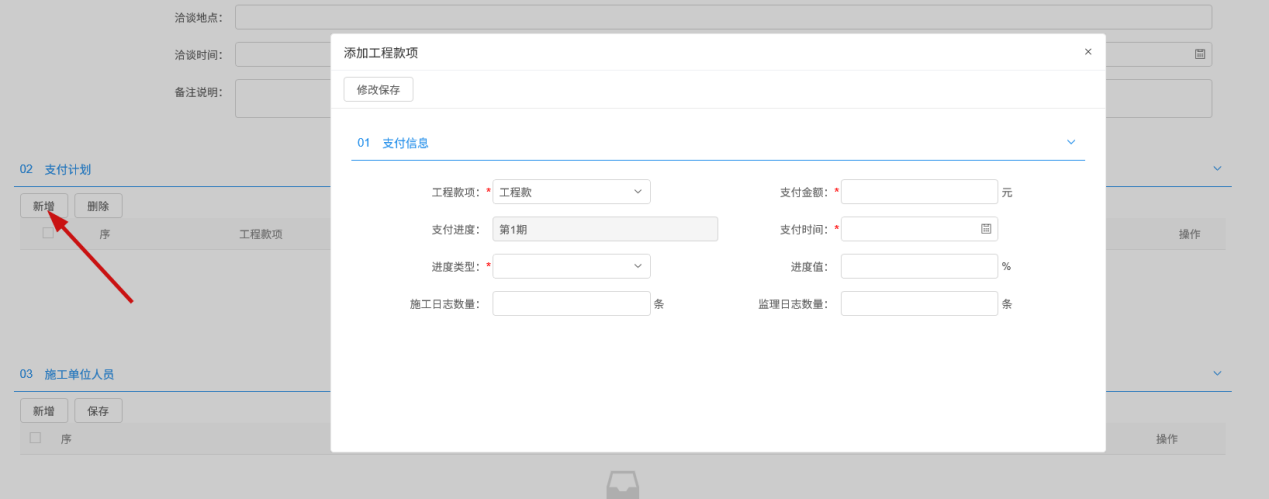 洽谈地点：
洽谈时间：
备注说明：
添加工程款项 ×
修改保存
01 支付信息
工程款项：* 工程款 支付金额：* 元
支付进度： 第1期 支付时间：*
进度类型：* 进度值： %
施工日志数量： 条 监理日志数量： 条
02 支付计划
新增 删除
序 工程款项 操作
03 施工单位人员
新增 保存
序 操作